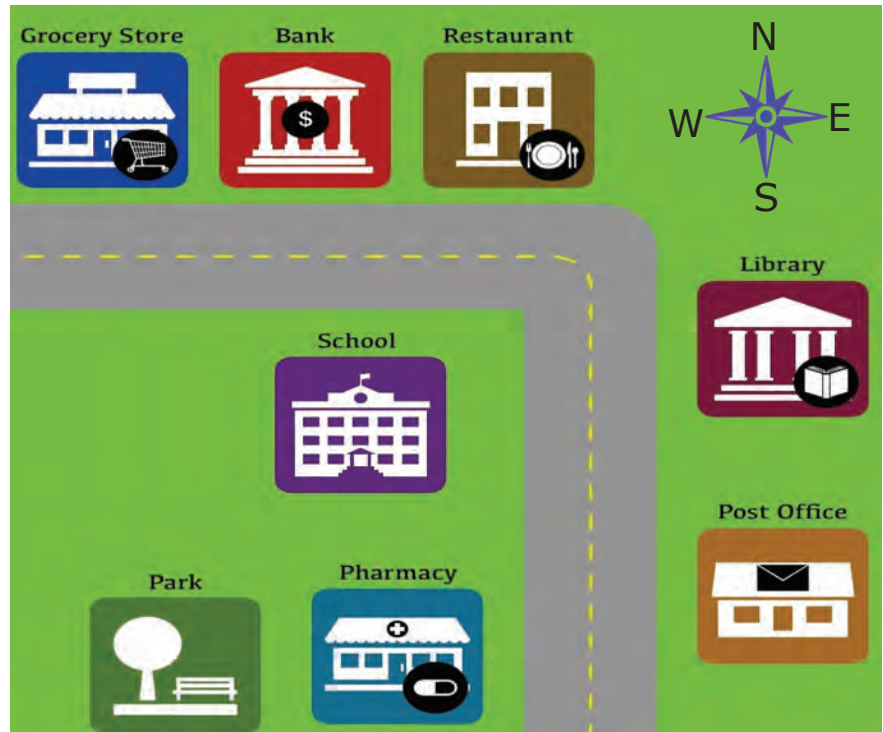 Grocery Store
Bank
Restaurant
N
W
E
S
$
Library
School
Post Office
Park
Pharmacy